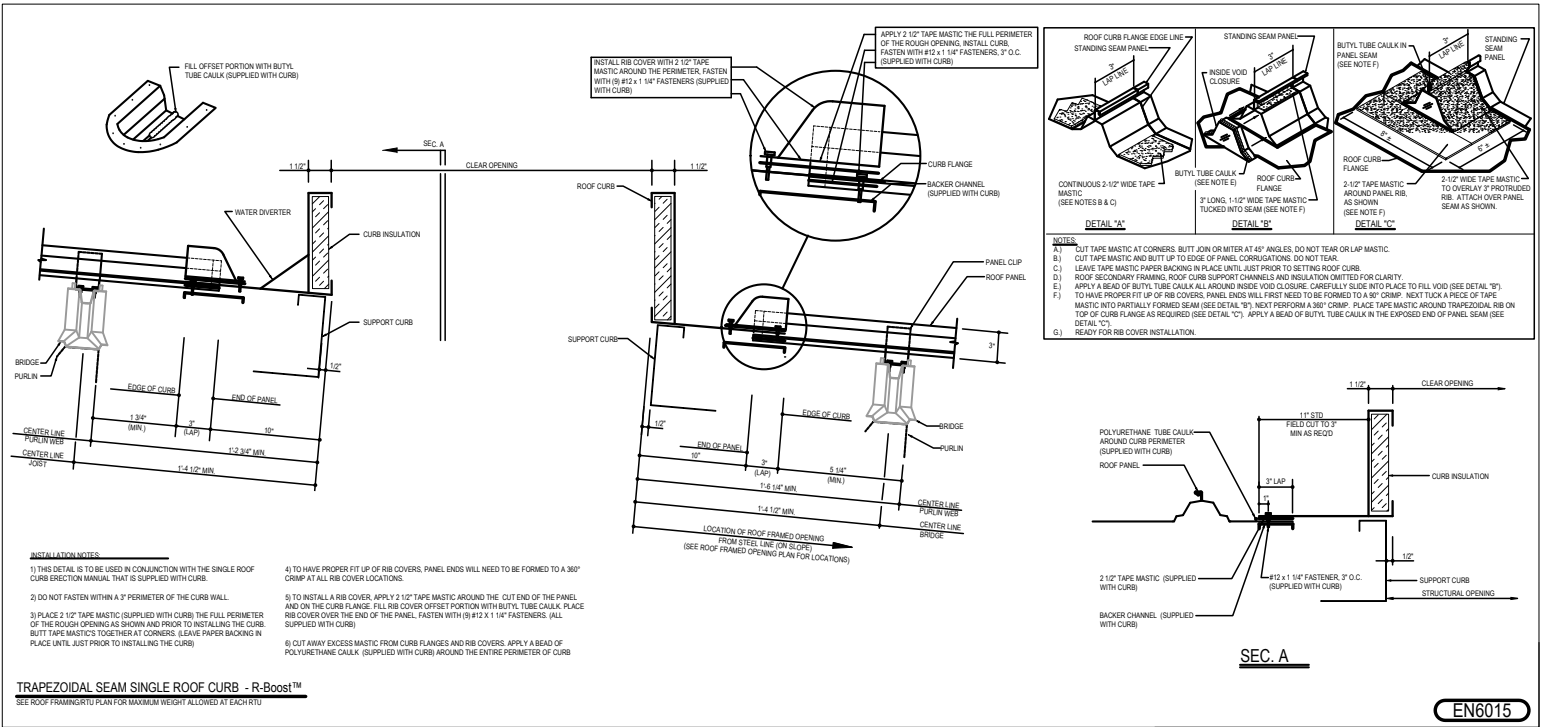 FILL OFFSET PORTION WITH BUTYL
TUBE CAULK (SUPPLIED WITH CURB)
SEC. A
1 1/2"
CLEAR OPENING
1 1/2"
WATER DIVERTER
CURB INSULATION
SUPPORT CURB
BRIDGE
PURLIN
1/2"
EDGE OF CURB
END OF PANEL
1 3/4"
(MIN.)
3"
(LAP)
10"
CENTER LINE
PURLIN WEB
1'-2 3/4" MIN.
CENTER LINE
JOIST
1'-4 1/2" MIN.
INSTALL RIB COVER WITH 2 1/2" TAPE
MASTIC AROUND THE PERIMETER, FASTEN
WITH (9) #12 x 1 1/4" FASTENERS (SUPPLIED
WITH CURB)
APPLY 2 1/2" TAPE MASTIC THE FULL PERIMETER
OF THE ROUGH OPENING, INSTALL CURB,
FASTEN WITH #12 x 1 1/4" FASTENERS, 3" O.C.
(SUPPLIED WITH CURB)
CURB FLANGE
BACKER CHANNEL
(SUPPLIED WITH CURB)
ROOF CURB
PANEL CLIP
ROOF PANEL
3"
SUPPORT CURB
1/2"
EDGE OF CURB
END OF PANEL
BRIDGE
PURLIN
10"
3"
(LAP)
5 1/4"
(MIN.)
1'-6 1/4" MIN.
CENTER LINE
PURLIN WEB
1'-4 1/2" MIN.
CENTER LINE
BRIDGE
LOCATION OF ROOF FRAMED OPENING
FROM STEEL LINE (ON SLOPE)
(SEE ROOF FRAMED OPENING PLAN FOR LOCATIONS)
ROOF CURB FLANGE EDGE LINE
STANDING SEAM PANEL
3"
LAP LINE
CONTINUOUS 2-1/2" WIDE TAPE
MASTIC
(SEE NOTES B & C)
DETAIL "A"
STANDING SEAM PANEL
3"
LAP LINE
INSIDE VOID
CLOSURE
BUTYL TUBE CAULK
(SEE NOTE E)
ROOF CURB
FLANGE
3" LONG, 1-1/2" WIDE TAPE MASTIC
TUCKED INTO SEAM (SEE NOTE F)
DETAIL "B"
BUTYL TUBE CAULK IN
PANEL SEAM
(SEE NOTE F)
3"
LAP LINE
STANDING
SEAM
PANEL
8" ±
6" ±
ROOF CURB
FLANGE
2-1/2" TAPE MASTIC
AROUND PANEL RIB,
AS SHOWN
(SEE NOTE F)
2-1/2" WIDE TAPE MASTIC
TO OVERLAY 3" PROTRUDED
RIB. ATTACH OVER PANEL
SEAM AS SHOWN.
DETAIL "C"
NOTES:
A.) CUT TAPE MASTIC AT CORNERS. BUTT JOIN OR MITER AT 45° ANGLES, DO NOT TEAR OR LAP MASTIC.
B.) CUT TAPE MASTIC AND BUTT UP TO EDGE OF PANEL CORRUGATIONS. DO NOT TEAR.
C.) LEAVE TAPE MASTIC PAPER BACKING IN PLACE UNTIL JUST PRIOR TO SETTING ROOF CURB.
D.) ROOF SECONDARY FRAMING, ROOF CURB SUPPORT CHANNELS AND INSULATION OMITTED FOR CLARITY.
E.) APPLY A BEAD OF BUTYL TUBE CAULK ALL AROUND INSIDE VOID CLOSURE. CAREFULLY SLIDE INTO PLACE TO FILL VOID (SEE DETAIL "B").
F.) TO HAVE PROPER FIT UP OF RIB COVERS, PANEL ENDS WILL FIRST NEED TO BE FORMED TO A 90° CRIMP. NEXT TUCK A PIECE OF TAPE
MASTIC INTO PARTIALLY FORMED SEAM (SEE DETAIL "B"). NEXT PERFORM A 360° CRIMP. PLACE TAPE MASTIC AROUND TRAPEZOIDAL RIB ON
TOP OF CURB FLANGE AS REQUIRED (SEE DETAIL "C"). APPLY A BEAD OF BUTYL TUBE CAULK IN THE EXPOSED END OF PANEL SEAM (SEE
DETAIL "C").
G.) READY FOR RIB COVER INSTALLATION.
1 1/2"
CLEAR OPENING
11" STD
FIELD CUT TO 3"
MIN AS REQ'D
POLYURETHANE TUBE CAULK
AROUND CURB PERIMETER
(SUPPLIED WITH CURB)
ROOF PANEL
3" LAP
1"
CURB INSULATION
1/2"
2 1/2" TAPE MASTIC (SUPPLIED
WITH CURB)
#12 x 1 1/4" FASTENER, 3" O.C.
(SUPPLIED WITH CURB)
SUPPORT CURB
STRUCTURAL OPENING
BACKER CHANNEL (SUPPLIED
WITH CURB)
SEC. A
INSTALLATION NOTES:
1) THIS DETAIL IS TO BE USED IN CONJUNCTION WITH THE SINGLE ROOF
CURB ERECTION MANUAL THAT IS SUPPLIED WITH CURB.
2) DO NOT FASTEN WITHIN A 3" PERIMETER OF THE CURB WALL.
3) PLACE 2 1/2" TAPE MASTIC (SUPPLIED WITH CURB) THE FULL PERIMETER
OF THE ROUGH OPENING AS SHOWN AND PRIOR TO INSTALLING THE CURB.
BUTT TAPE MASTIC'S TOGETHER AT CORNERS. (LEAVE PAPER BACKING IN
PLACE UNTIL JUST PRIOR TO INSTALLING THE CURB)
4) TO HAVE PROPER FIT UP OF RIB COVERS, PANEL ENDS WILL NEED TO BE FORMED TO A 360°
CRIMP AT ALL RIB COVER LOCATIONS.
5) TO INSTALL A RIB COVER, APPLY 2 1/2" TAPE MASTIC AROUND THE CUT END OF THE PANEL
AND ON THE CURB FLANGE. FILL RIB COVER OFFSET PORTION WITH BUTYL TUBE CAULK. PLACE
RIB COVER OVER THE END OF THE PANEL, FASTEN WITH (9) #12 X 1 1/4" FASTENERS. (ALL
SUPPLIED WITH CURB)
6) CUT AWAY EXCESS MASTIC FROM CURB FLANGES AND RIB COVERS. APPLY A BEAD OF
POLYURETHANE CAULK (SUPPLIED WITH CURB) AROUND THE ENTIRE PERIMETER OF CURB
TRAPEZOIDAL SEAM SINGLE ROOF CURB - R-Boost™
SEE ROOF FRAMING/RTU PLAN FOR MAXIMUM WEIGHT ALLOWED AT EACH RTU
EN6015